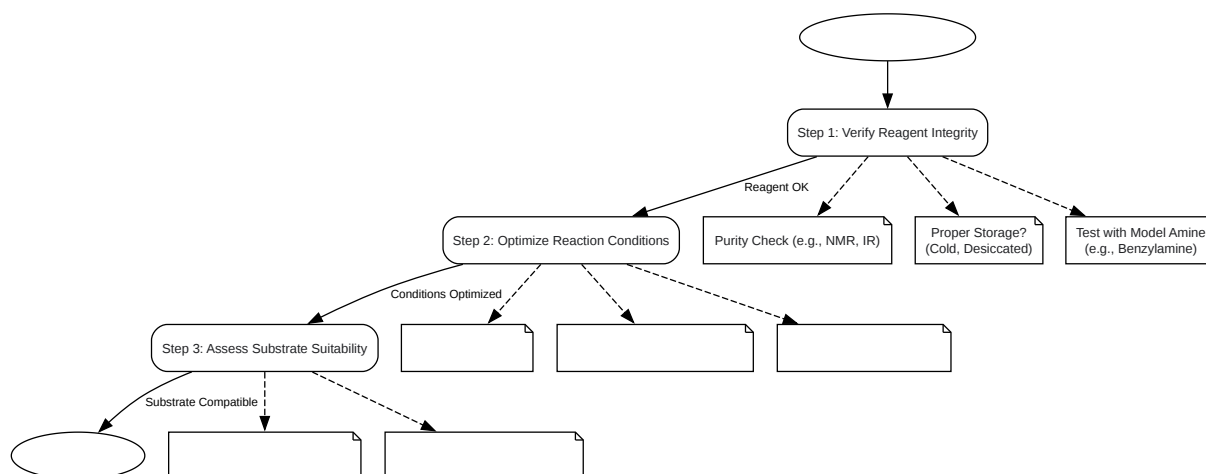 Step 1: Verify Reagent Integrity
Reagent OK
Step 2: Optimize Reaction Conditions
Purity Check (e.g., NMR, IR)
Proper Storage?
(Cold, Desiccated)
Test with Model Amine
(e.g., Benzylamine)
Conditions Optimized
Step 3: Assess Substrate Suitability
Substrate Compatible